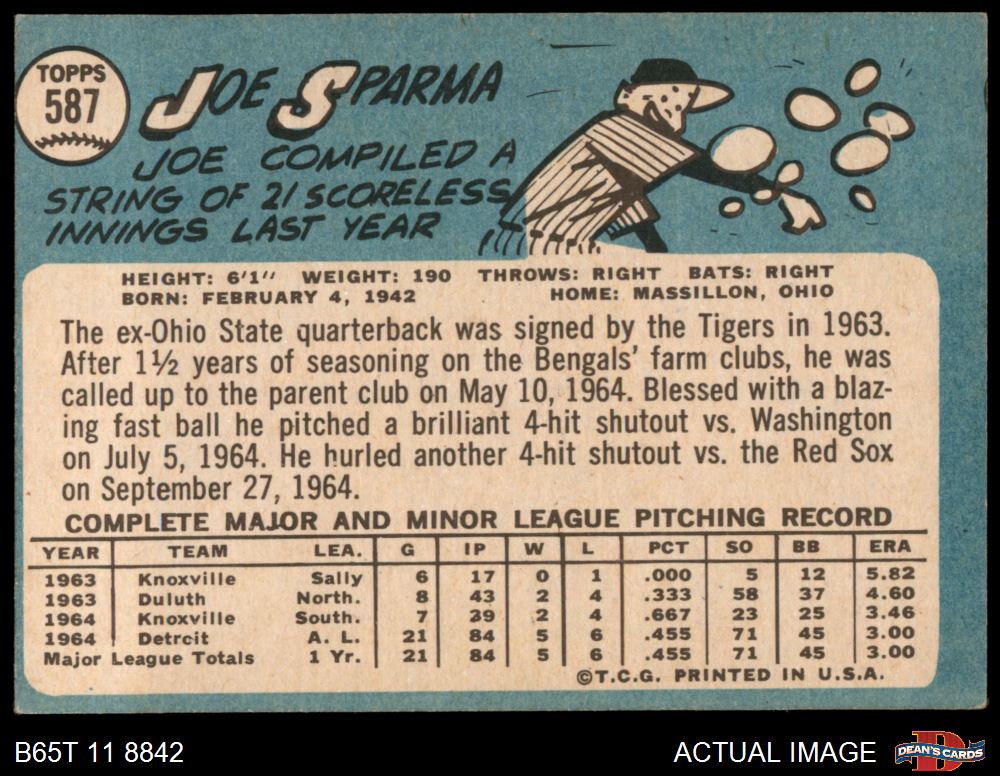 TOPPS
587
JOE SPARMA
JOE COMPILED A
STRING OF 21 SCORELESS
INNINGS LAST YEAR
HEIGHT: 6'1" WEIGHT: 190 THROWS: RIGHT BATS: RIGHT
BORN: FEBRUARY 4, 1942 HOME: MASSILLON, OHIO
The ex-Ohio State quarterback was signed by the Tigers in 1963.
After 1½ years of seasoning on the Bengals' farm clubs, he was
called up to the parent club on May 10, 1964. Blessed with a blaz-
ing fast ball he pitched a brilliant 4-hit shutout vs. Washington
on July 5, 1964. He hurled another 4-hit shutout vs. the Red Sox
on September 27, 1964.
COMPLETE MAJOR AND MINOR LEAGUE PITCHING RECORD
YEAR TEAM LEA. G IP W L PCT SO BB ERA
1963 Knoxville Sally 6 17 0 1 .000 5 12 5.82
1963 Duluth North. 8 43 2 4 .333 58 37 4.60
1964 Knoxville South. 7 39 2 4 .667 23 25 3.46
1964 Detroit A. L. 21 84 5 6 .455 71 45 3.00
Major League Totals 1 Yr. 21 84 5 6 .455 71 45 3.00
©T.C.G. PRINTED IN U.S.A.
B65T 11 8842 ACTUAL IMAGE D DEAN'S CARDS